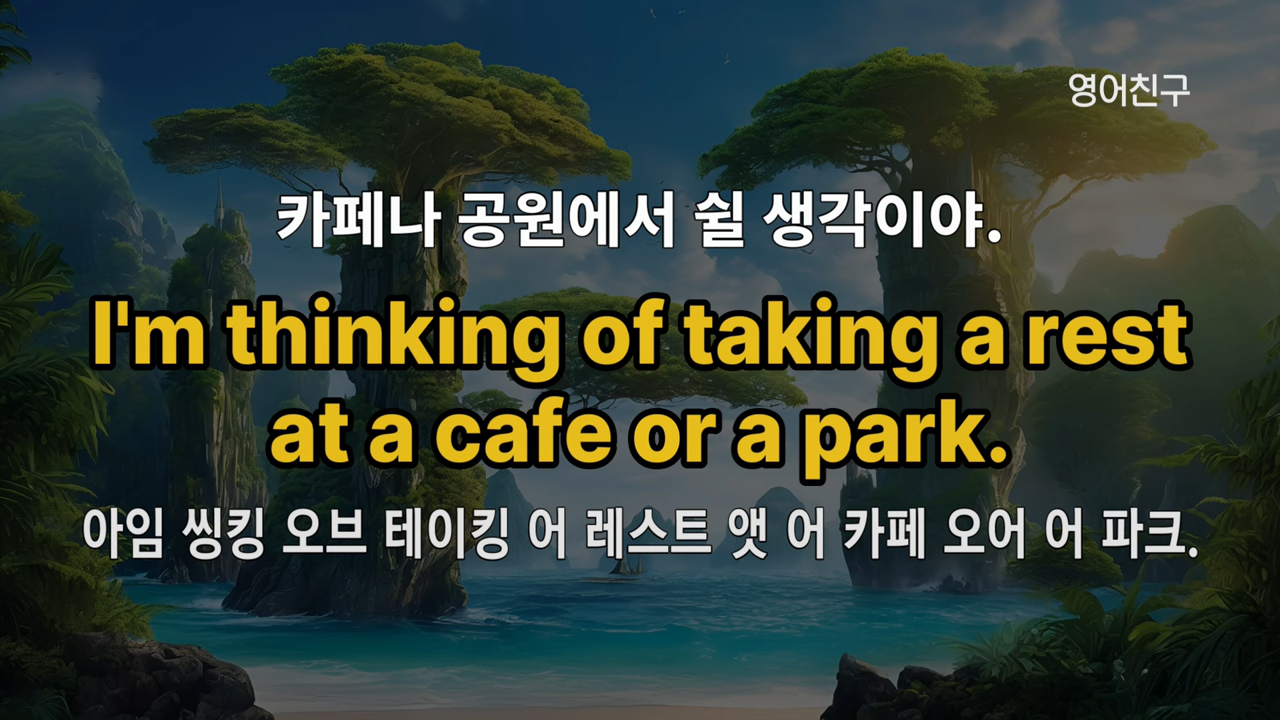 영어친구
카페나 공원에서 쉴 생각이야.
I'm thinking of taking a rest
at a cafe or a park.
아임 씽킹 오브 테이킹 어 레스트 앳 어 카페 오어 어 파크.